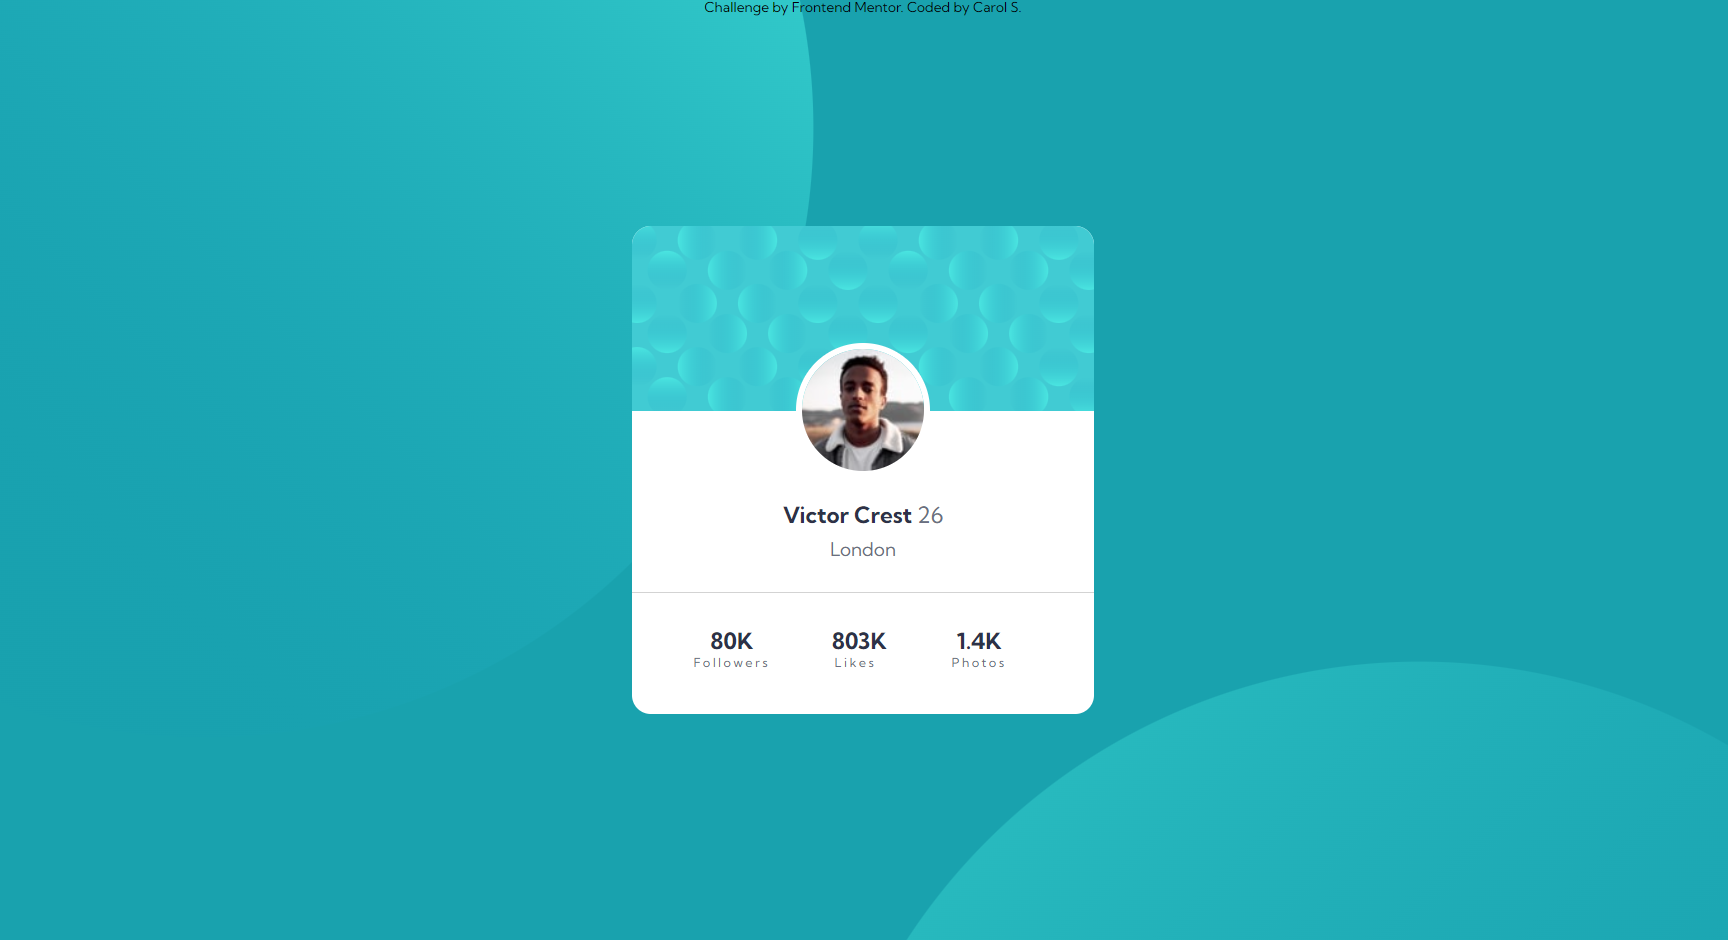 Challenge by Frontend Mentor. Coded by Carol S.
Victor Crest 26
London
80K 803K 1.4K
Followers Likes Photos